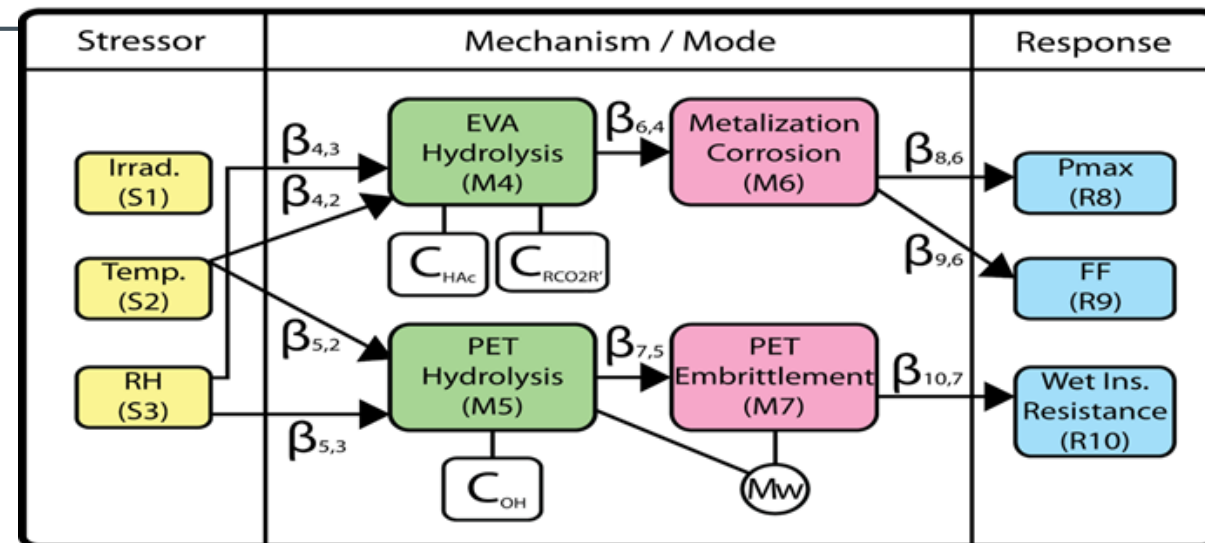 Stressor
Mechanism / Mode
Response
Irrad.
(S1)
Temp.
(S2)
RH
(S3)
β4,3
β4,2
β5,2
β5,3
EVA
Hydrolysis
(M4)
CHAc
CRCO2R'
PET
Hydrolysis
(M5)
COH
β6,4
β7,5
Metalization
Corrosion
(M6)
PET
Embrittlement
(M7)
Mw
β8,6
β9,6
β10,7
Pmax
(R8)
FF
(R9)
Wet Ins.
Resistance
(R10)